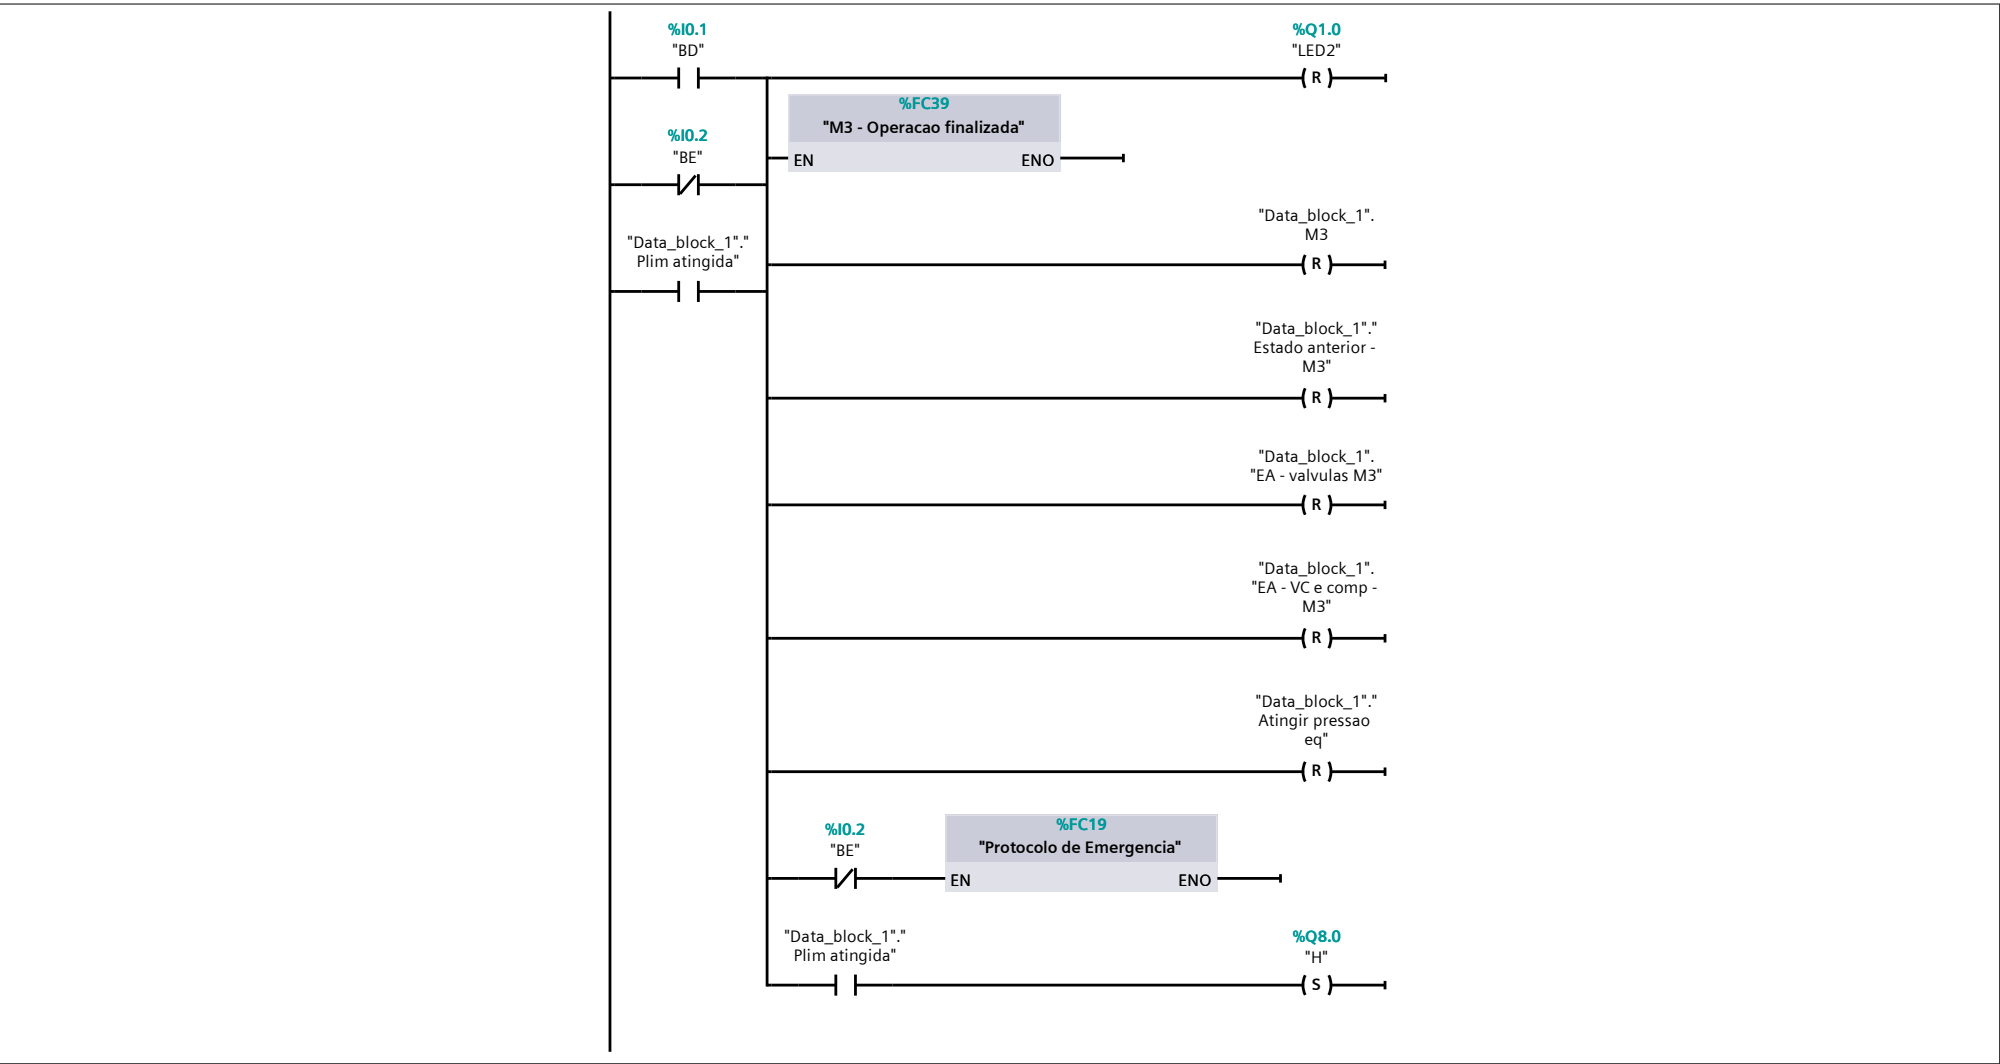 %I0.1
"BD"
%Q1.0
"LED2"
R
%FC39
"M3 - Operacao finalizada"
EN
ENO
%I0.2
"BE"
"Data_block_1".
M3
R
"Data_block_1"."
Plim atingida"
"Data_block_1"."
Estado anterior -
M3"
R
"Data_block_1".
"EA - valvulas M3"
R
"Data_block_1".
"EA - VC e comp -
M3"
R
"Data_block_1"."
Atingir pressao
eq"
R
%I0.2
"BE"
%FC19
"Protocolo de Emergencia"
EN
ENO
"Data_block_1"."
Plim atingida"
%Q8.0
"H"
S